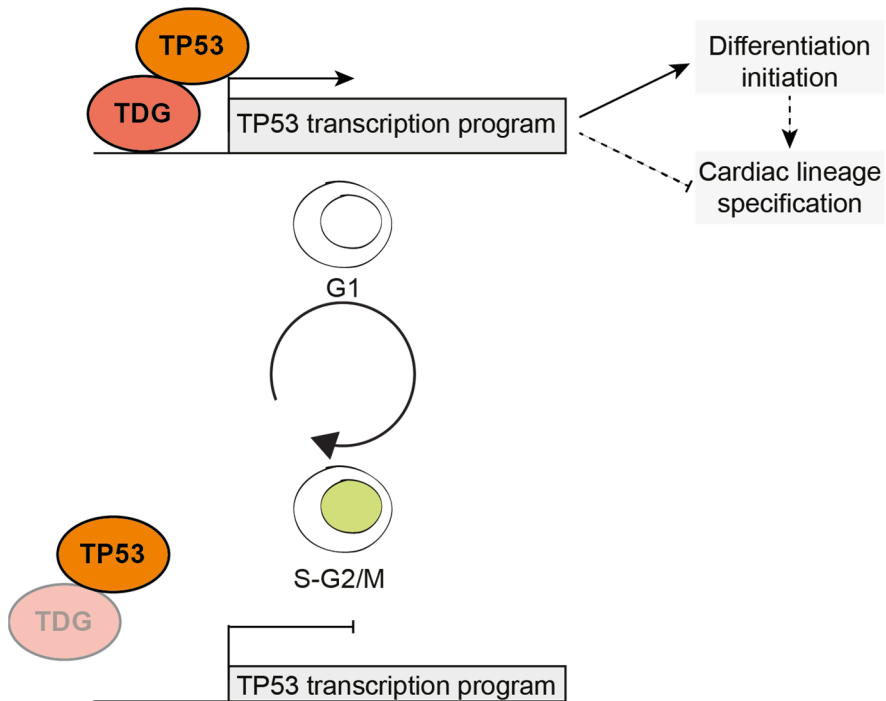 TP53
TDG
TP53 transcription program
Differentiation
initiation
Cardiac lineage
specification
G1
S-G2/M
TP53
TDG
TP53 transcription program